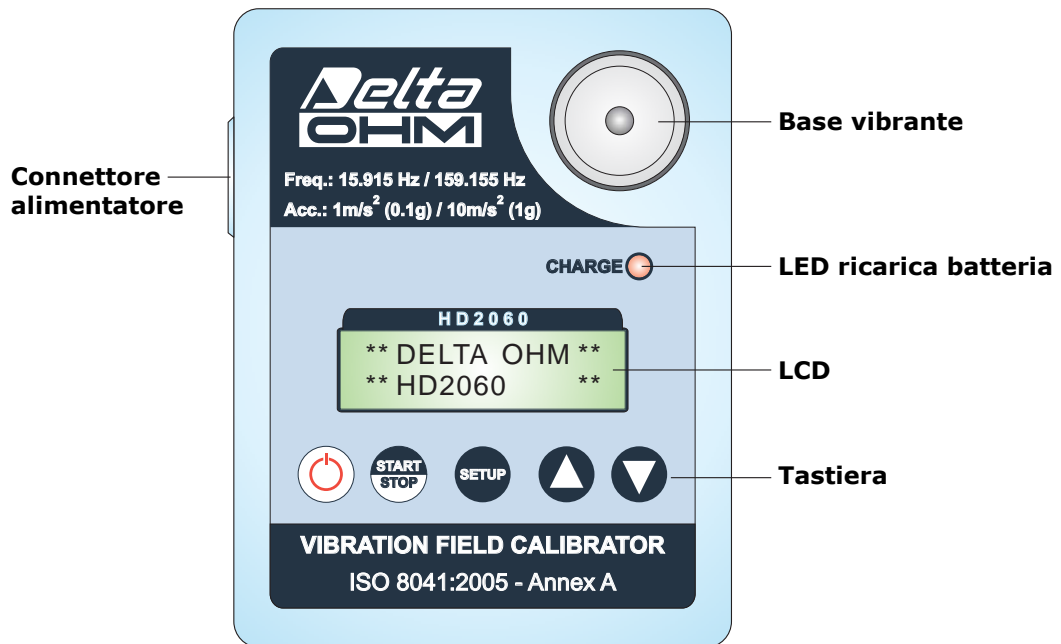 Delta
OHM
Freq.: 15.915 Hz / 159.155 Hz
Acc.: 1m/s² (0.1g) / 10m/s² (1g)
Base vibrante
Connettore
alimentatore
CHARGE
LED ricarica batteria
HD2060
** DELTA OHM **
** HD2060 **
LCD
START
STOP
SETUP
Tastiera
VIBRATION FIELD CALIBRATOR
ISO 8041:2005 - Annex A